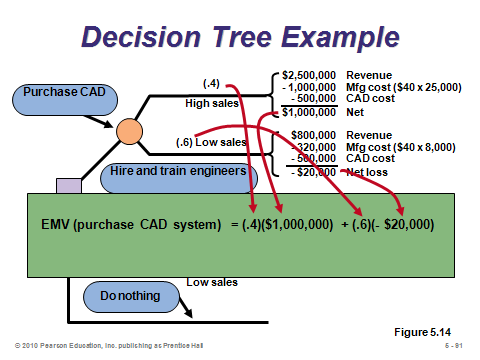 Decision Tree Example
Purchase CAD
(.4)
High sales
$2,500,000 Revenue
- 1,000,000 Mfg cost ($40 x 25,000)
- 500,000 CAD cost
$1,000,000 Net
(.6) Low sales
$800,000 Revenue
- 320,000 Mfg cost ($40 x 8,000)
- 500,000 CAD cost
- $20,000 Net loss
Hire and train engineers
EMV (purchase CAD system) = (.4)($1,000,000) + (.6)(- $20,000)
Low sales
Do nothing
Figure 5.14
© 2010 Pearson Education, Inc. publishing as Prentice Hall
5 - 91